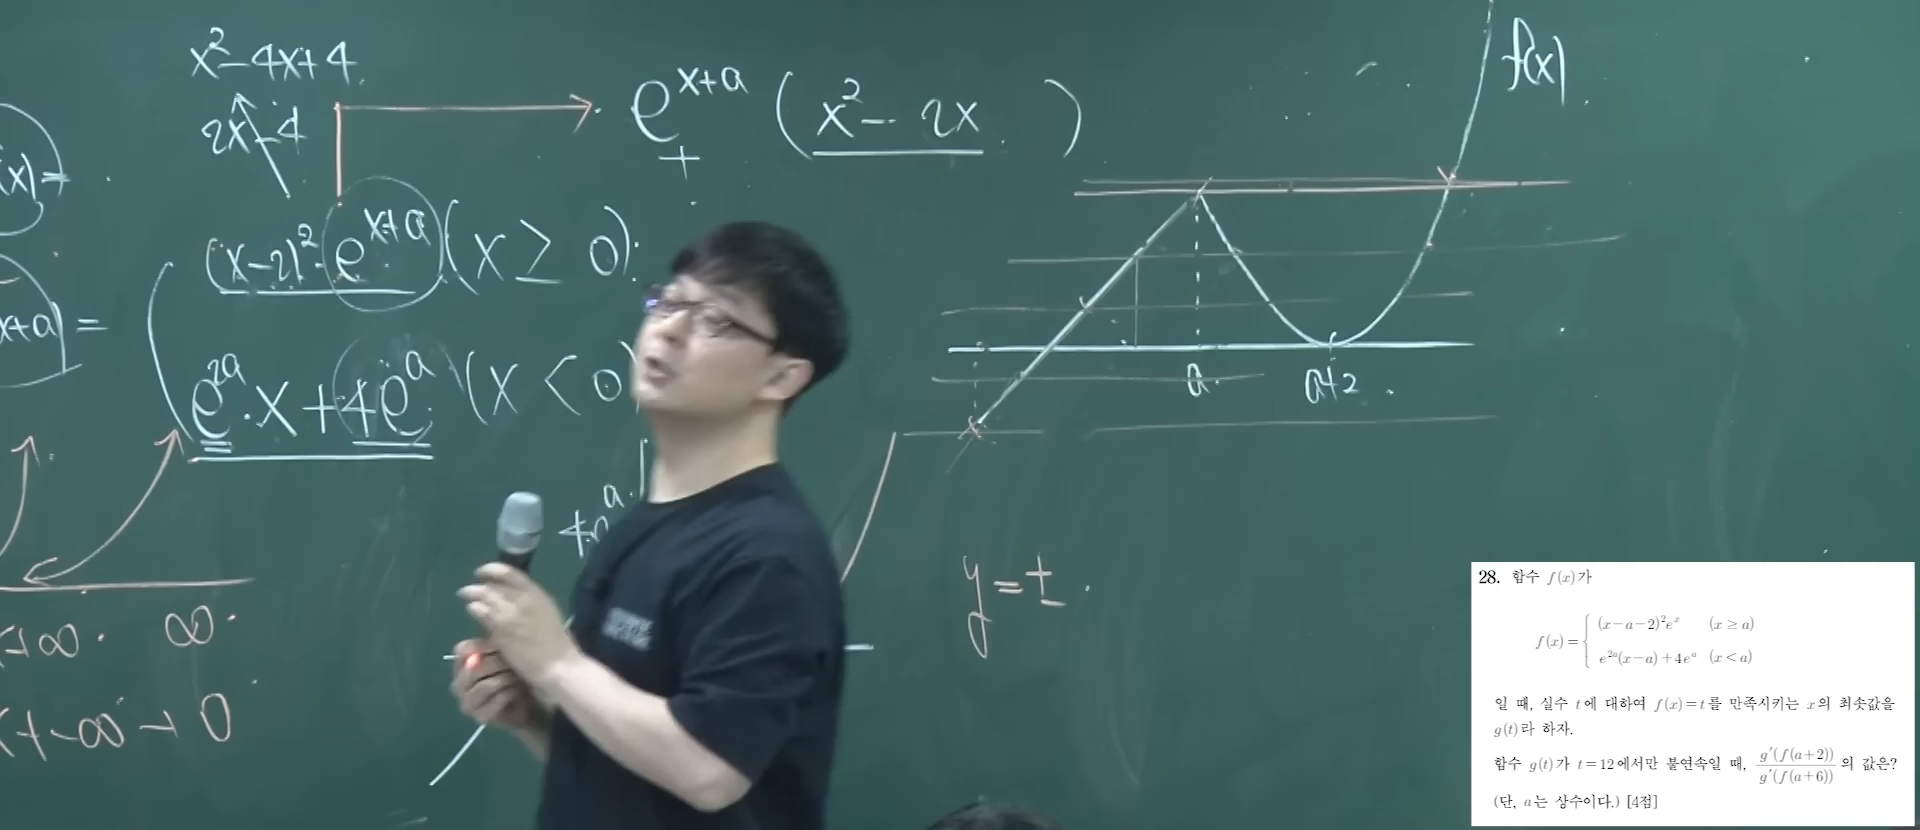 x²-4x+4
2x-4
e^{x+a} (x²-2x )
+
f(x)
(x)=
(x-2)²·e^{x+a} (x ≥ 0)
x+a) =
e^{2a}·x+4e^a (x < 0
a
a+2
y=±
∞
+-∞→0
28. 함수 f(x)가
f(x)= { (x-a-2)²e^x (x≥a)
e^{2a}(x-a)+4e^a (x<a)
일 때, 실수 t에 대하여 f(x)=t를 만족시키는 x의 최솟값을
g(t)라 하자.
함수 g(t)가 t=12에서만 불연속일 때, g′(f(a+2))/g′(f(a+6)) 의 값은?
(단, a는 상수이다.) [4점]